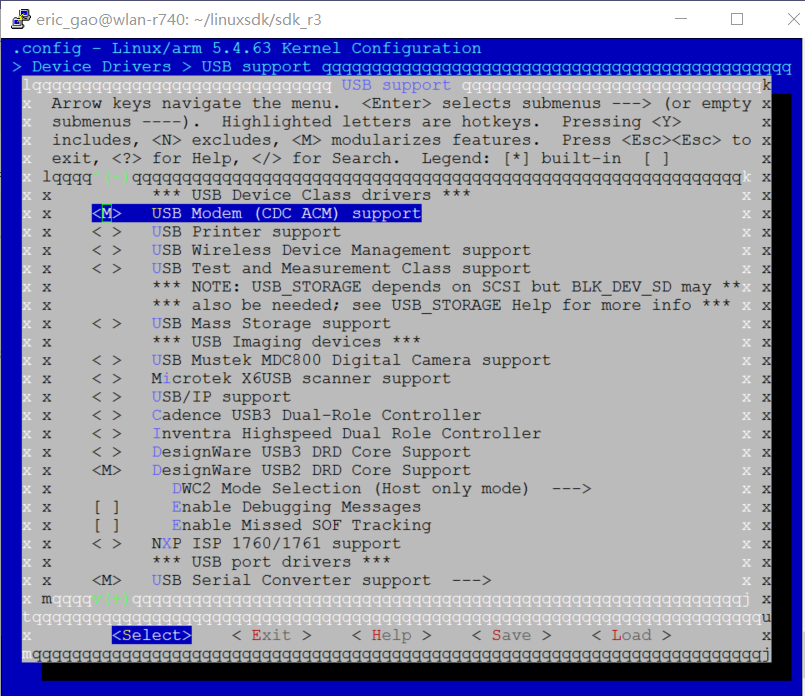 eric_gao@wlan-r740: ~/linuxsdk/sdk_r3
.config - Linux/arm 5.4.63 Kernel Configuration
> Device Drivers > USB support qqqqqqqqqqqqqqqqqqqqqqqqqqqqqqqqqqqqqqqqqqqqqqq
lqqqqqqqqqqqqqqqqqqqqqqqqqqqqqq USB support qqqqqqqqqqqqqqqqqqqqqqqqqqqqqqk
x Arrow keys navigate the menu. <Enter> selects submenus ---> (or empty x
x submenus ----). Highlighted letters are hotkeys. Pressing <Y> x
x includes, <N> excludes, <M> modularizes features. Press <Esc><Esc> to x
x exit, <?> for Help, </> for Search. Legend: [*] built-in [ ] x
x lqqqq^(-)qqqqqqqqqqqqqqqqqqqqqqqqqqqqqqqqqqqqqqqqqqqqqqqqqqqqqqqqqqqqqk x
x x *** USB Device Class drivers *** x x
x x <M> USB Modem (CDC ACM) support x x
x x < > USB Printer support x x
x x < > USB Wireless Device Management support x x
x x < > USB Test and Measurement Class support x x
x x *** NOTE: USB_STORAGE depends on SCSI but BLK_DEV_SD may **x x
x x *** also be needed; see USB_STORAGE Help for more info *** x x
x x < > USB Mass Storage support x x
x x *** USB Imaging devices *** x x
x x < > USB Mustek MDC800 Digital Camera support x x
x x < > Microtek X6USB scanner support x x
x x < > USB/IP support x x
x x < > Cadence USB3 Dual-Role Controller x x
x x < > Inventra Highspeed Dual Role Controller x x
x x < > DesignWare USB3 DRD Core Support x x
x x <M> DesignWare USB2 DRD Core Support x x
x x DWC2 Mode Selection (Host only mode) ---> x x
x x [ ] Enable Debugging Messages x x
x x [ ] Enable Missed SOF Tracking x x
x x < > NXP ISP 1760/1761 support x x
x x *** USB port drivers *** x x
x x <M> USB Serial Converter support ---> x x
x mqqqqv(+)qqqqqqqqqqqqqqqqqqqqqqqqqqqqqqqqqqqqqqqqqqqqqqqqqqqqqqqqqqqqqj x
tqqqqqqqqqqqqqqqqqqqqqqqqqqqqqqqqqqqqqqqqqqqqqqqqqqqqqqqqqqqqqqqqqqqqqqqqqu
x <Select> < Exit > < Help > < Save > < Load > x
mqqqqqqqqqqqqqqqqqqqqqqqqqqqqqqqqqqqqqqqqqqqqqqqqqqqqqqqqqqqqqqqqqqqqqqqqqj